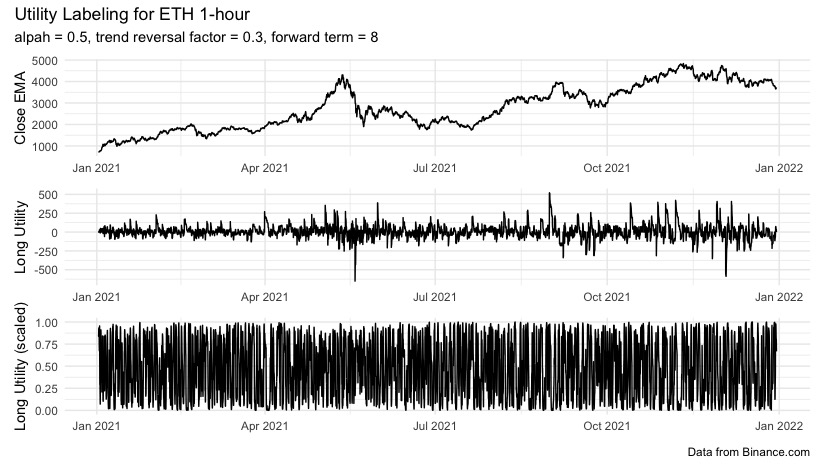 Utility Labeling for ETH 1-hour
alpah = 0.5, trend reversal factor = 0.3, forward term = 8
Close EMA
5000
4000
3000
2000
1000
Jan 2021 Apr 2021 Jul 2021 Oct 2021 Jan 2022
Long Utility
500
250
0
-250
-500
Jan 2021 Apr 2021 Jul 2021 Oct 2021 Jan 2022
Long Utility (scaled)
1.00
0.75
0.50
0.25
0.00
Jan 2021 Apr 2021 Jul 2021 Oct 2021 Jan 2022
Data from Binance.com